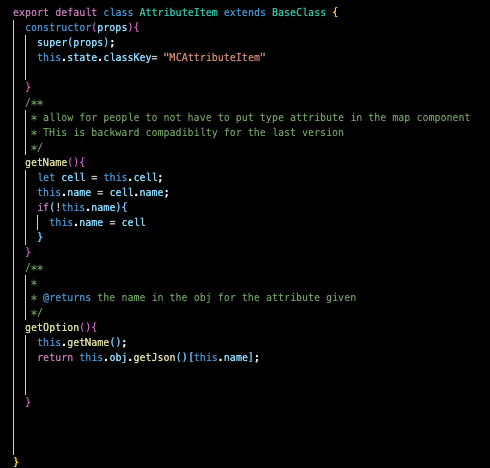 export default class AttributeItem extends BaseClass {
constructor(props){
super(props);
this.state.classKey= "MCAttributeItem"
}
/**
* allow for people to not have to put type attribute in the map component
* THis is backward compadibilty for the last version
*/
getName(){
let cell = this.cell;
this.name = cell.name;
if(!this.name){
this.name = cell
}
}
/**
*
* @returns the name in the obj for the attribute given
*/
getOption(){
this.getName();
return this.obj.getJson()[this.name];
}
}